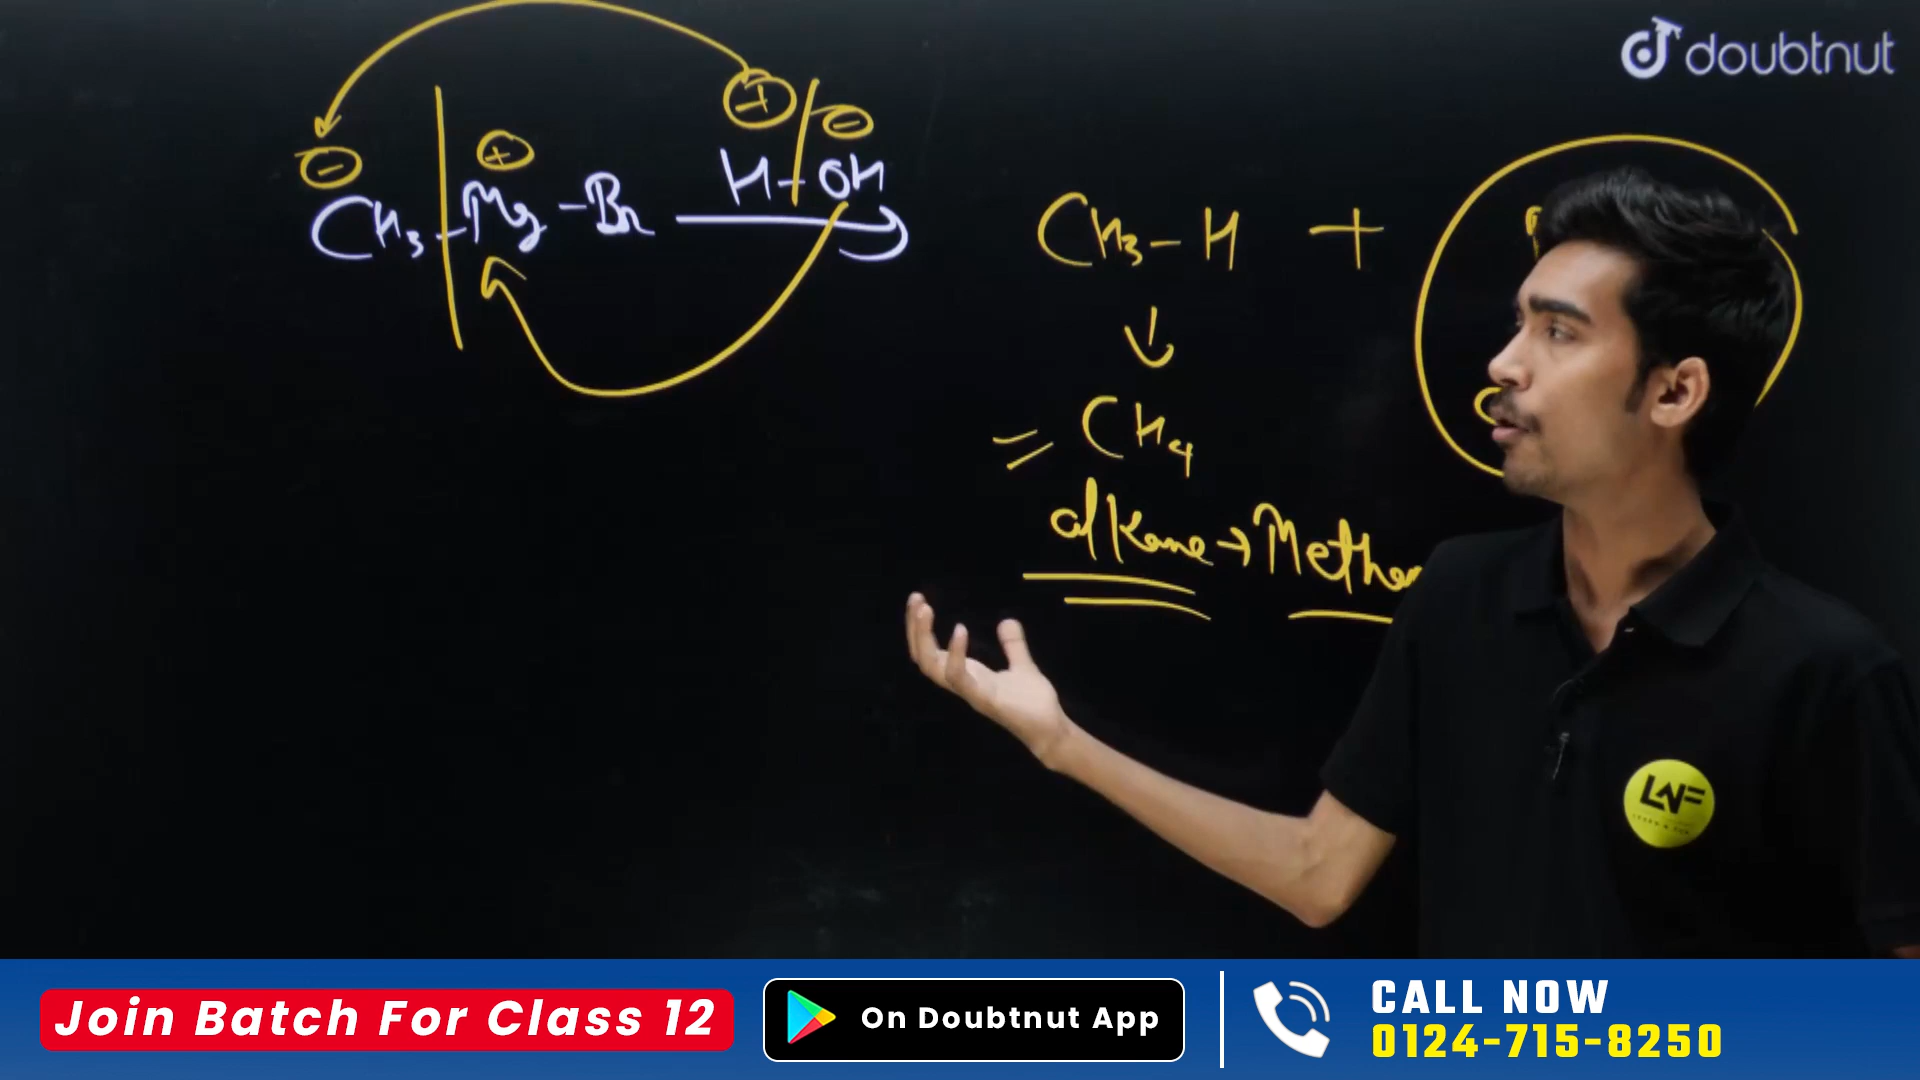 doubtnut
⊕ ⊖
⊖ ⊕
CH₃-Mg-Br H-OH
CH₃-H +
CH₄
alkane → Methan
LNF
Join Batch For Class 12
On Doubtnut App
CALL NOW
0124-715-8250